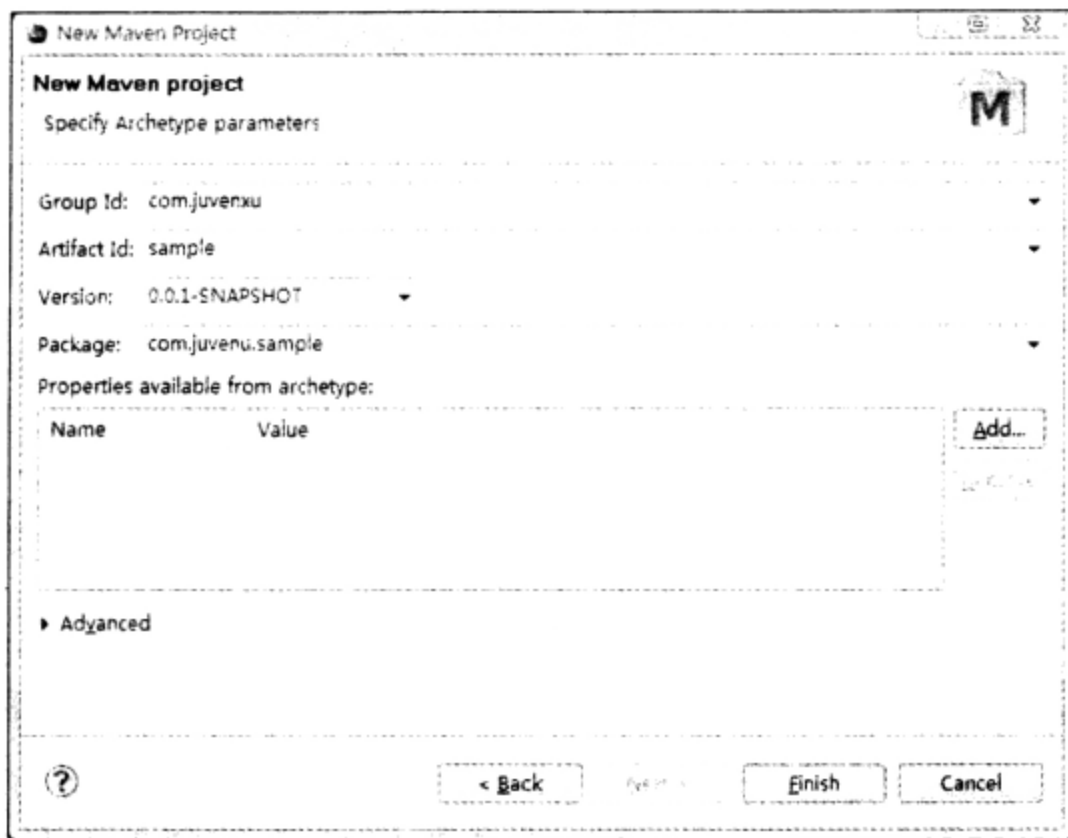 New Maven Project
New Maven project
Specify Archetype parameters
M
Group Id: com.juvenxu
Artifact Id: sample
Version: 0.0.1-SNAPSHOT
Package: com.juvenu.sample
Properties available from archetype:
Name Value
Add...
Advanced
? < Back Finish Cancel